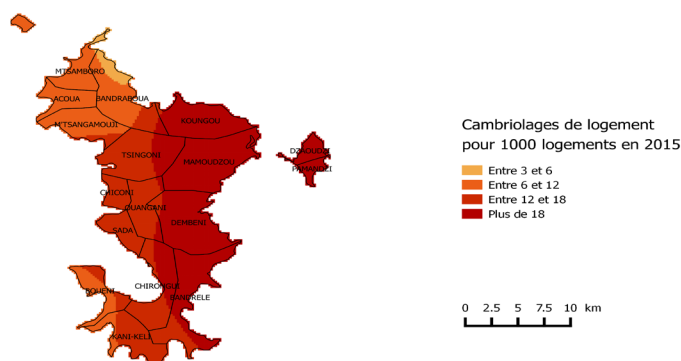 M'TSAMBORO
ACOUA
BANDRABOUA
M'TSANGAMOUJI
KOUNGOU
TSINGONI
MAMOUDZOU
DZAOUDZI
PAMANDZI
CHICONI
OUANGANI
SADA
DEMBENI
BOUENI
CHIRONGUI
BANDRELE
KANI-KELI
Cambriolages de logement
pour 1000 logements en 2015
Entre 3 et 6
Entre 6 et 12
Entre 12 et 18
Plus de 18
0 2.5 5 7.5 10 km